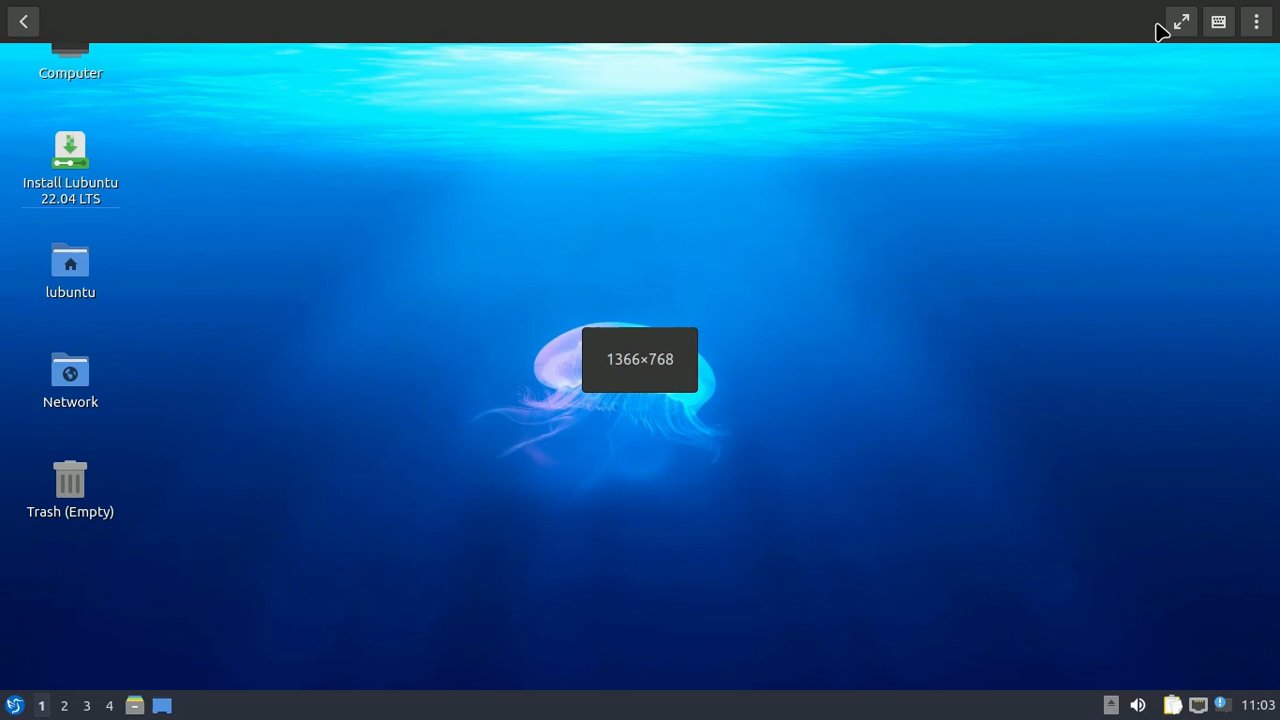 Computer
Install Lubuntu
22.04 LTS
lubuntu
1366×768
Network
Trash (Empty)
1 2 3 4
11:03